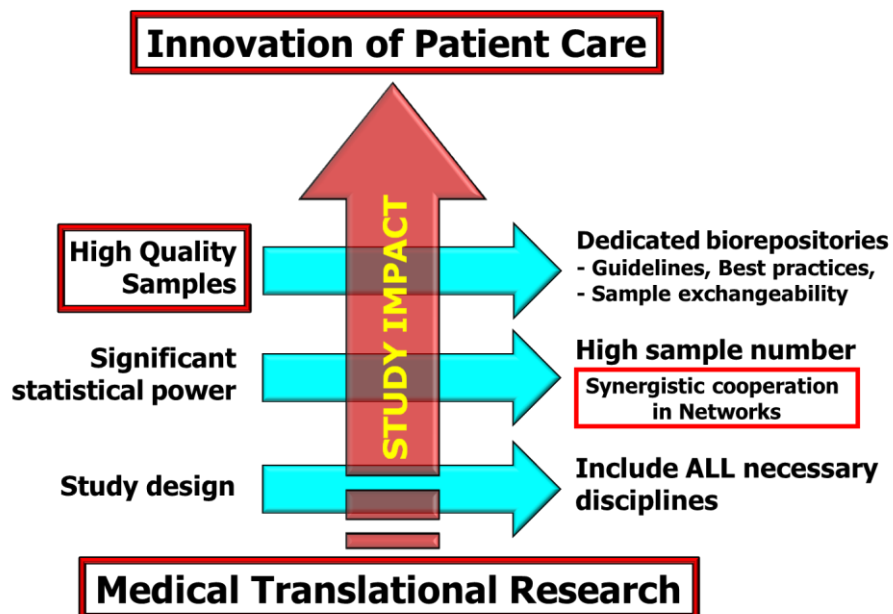 Innovation of Patient Care
STUDY IMPACT
High Quality
Samples
Dedicated biorepositories
- Guidelines, Best practices,
- Sample exchangeability
Significant
statistical power
High sample number
Synergistic cooperation
in Networks
Study design
Include ALL necessary
disciplines
Medical Translational Research